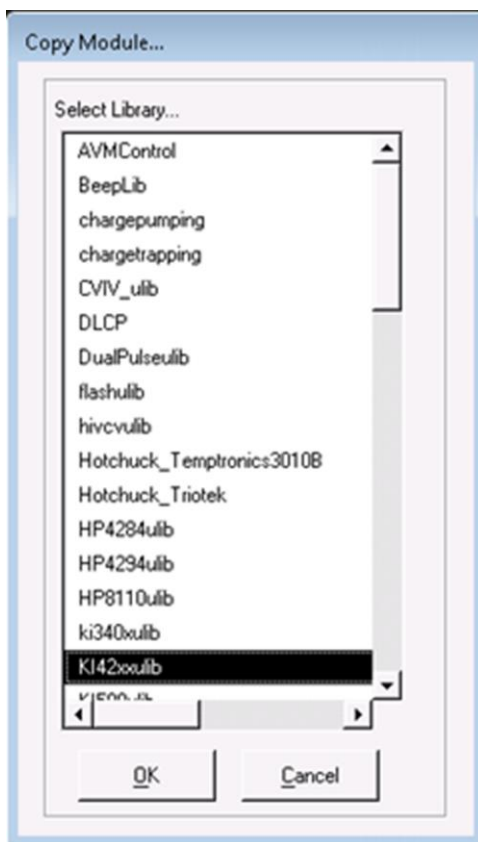 Copy Module...
Select Library...
AVMControl
BeepLib
chargepumping
chargetrapping
CVIV_ulib
DLCP
DualPulseulib
flashulib
hivcvulib
Hotchuck_Temptronics3010B
Hotchuck_Triotek
HP4284ulib
HP4294ulib
HP8110ulib
ki340xulib
KI42xxulib
OK
Cancel